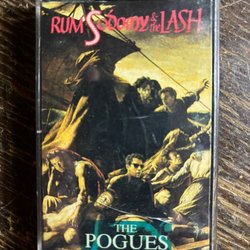 RUM Sodomy & the LASH
THE
POGUES